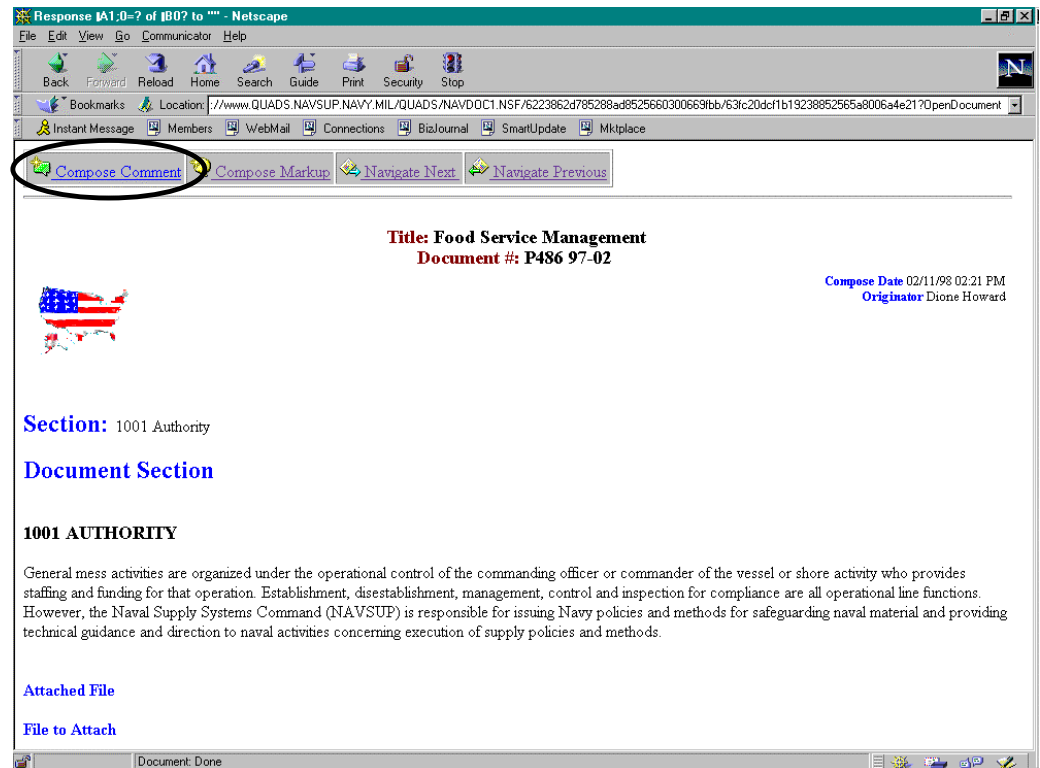 Response ‖A1;0=? of ‖B0? to "" - Netscape
File Edit View Go Communicator Help
Back Forward Reload Home Search Guide Print Security Stop
N
Bookmarks Location: ://www.QUADS.NAVSUP.NAVY.MIL/QUADS/NAVDOC1.NSF/6223862d785288ad8525660300669fbb/63fc20dcf1b19238852565a8006a4e21?OpenDocument
Instant Message Members WebMail Connections BizJournal SmartUpdate Mktplace
Compose Comment Compose Markup Navigate Next Navigate Previous
Title: Food Service Management
Document #: P486 97-02
Compose Date 02/11/98 02:21 PM
Originator Dione Howard
Section: 1001 Authority
Document Section
1001 AUTHORITY
General mess activities are organized under the operational control of the commanding officer or commander of the vessel or shore activity who provides
staffing and funding for that operation. Establishment, disestablishment, management, control and inspection for compliance are all operational line functions.
However, the Naval Supply Systems Command (NAVSUP) is responsible for issuing Navy policies and methods for safeguarding naval material and providing
technical guidance and direction to naval activities concerning execution of supply policies and methods.
Attached File
File to Attach
Document: Done